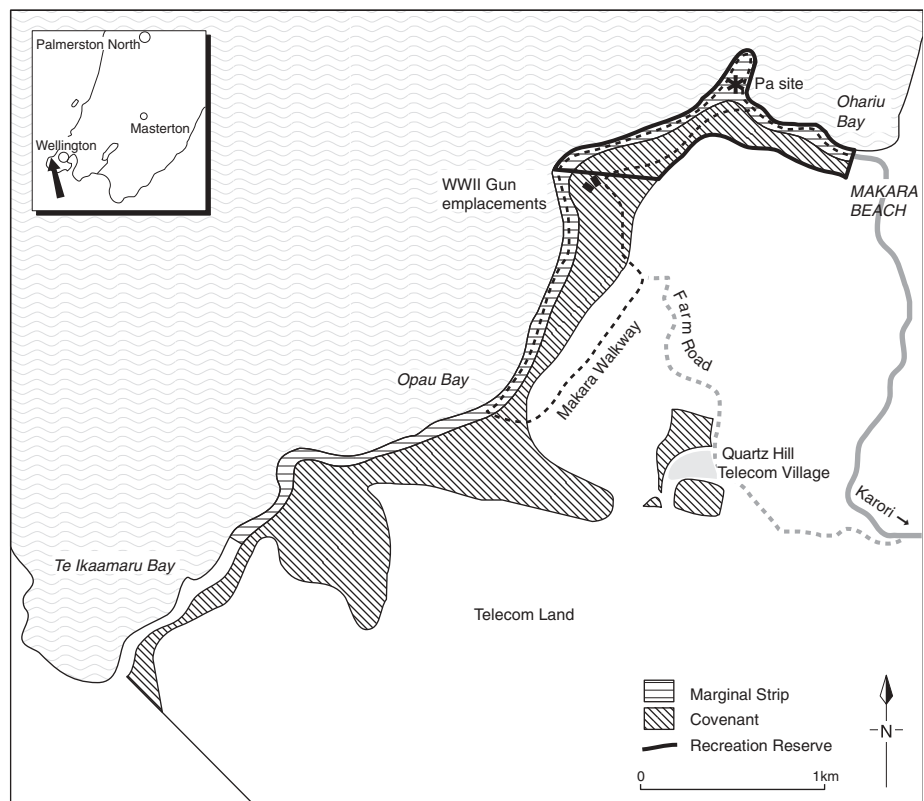 Palmerston North
Masterton
Wellington
Pa site
Ohariu
Bay
WWII Gun
emplacements
MAKARA
BEACH
Farm Road
Makara Walkway
Opau Bay
Quartz Hill
Telecom Village
Karori →
Te Ikaamaru Bay
Telecom Land
Marginal Strip
Covenant
Recreation Reserve
N
0 1km